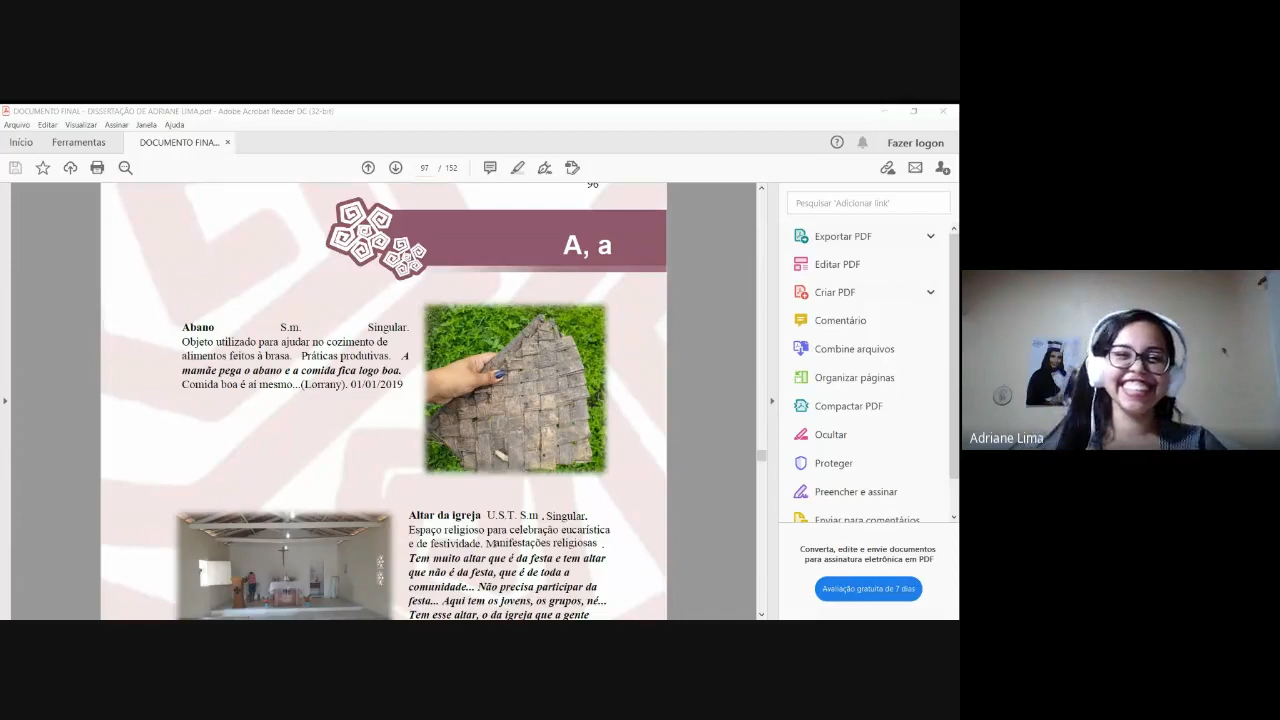 DOCUMENTO FINAL - DISSERTAÇÃO DE ADRIANE LIMA.pdf - Adobe Acrobat Reader DC (32-bit)
Arquivo Editar Visualizar Assinar Janela Ajuda
Início Ferramentas DOCUMENTO FINA... × Fazer logon
97 / 152
96
A, a
Abano S.m. Singular.
Objeto utilizado para ajudar no cozimento de
alimentos feitos à brasa. Práticas produtivas. A
mamãe pega o abano e a comida fica logo boa.
Comida boa é aí mesmo...(Lorrany). 01/01/2019
Altar da igreja U.S.T. S.m , Singular.
Espaço religioso para celebração eucarística
e de festividade. Manifestações religiosas .
Tem muito altar que é da festa e tem altar
que não é da festa, que é de toda a
comunidade... Não precisa participar da
festa... Aqui tem os jovens, os grupos, né...
Tem esse altar, o da igreja que a gente
Pesquisar 'Adicionar link'
Exportar PDF
Editar PDF
Criar PDF
Comentário
Combine arquivos
Organizar páginas
Compactar PDF
Ocultar
Proteger
Preencher e assinar
Enviar para comentários
Converta, edite e envie documentos
para assinatura eletrônica em PDF
Avaliação gratuita de 7 dias
Adriane Lima